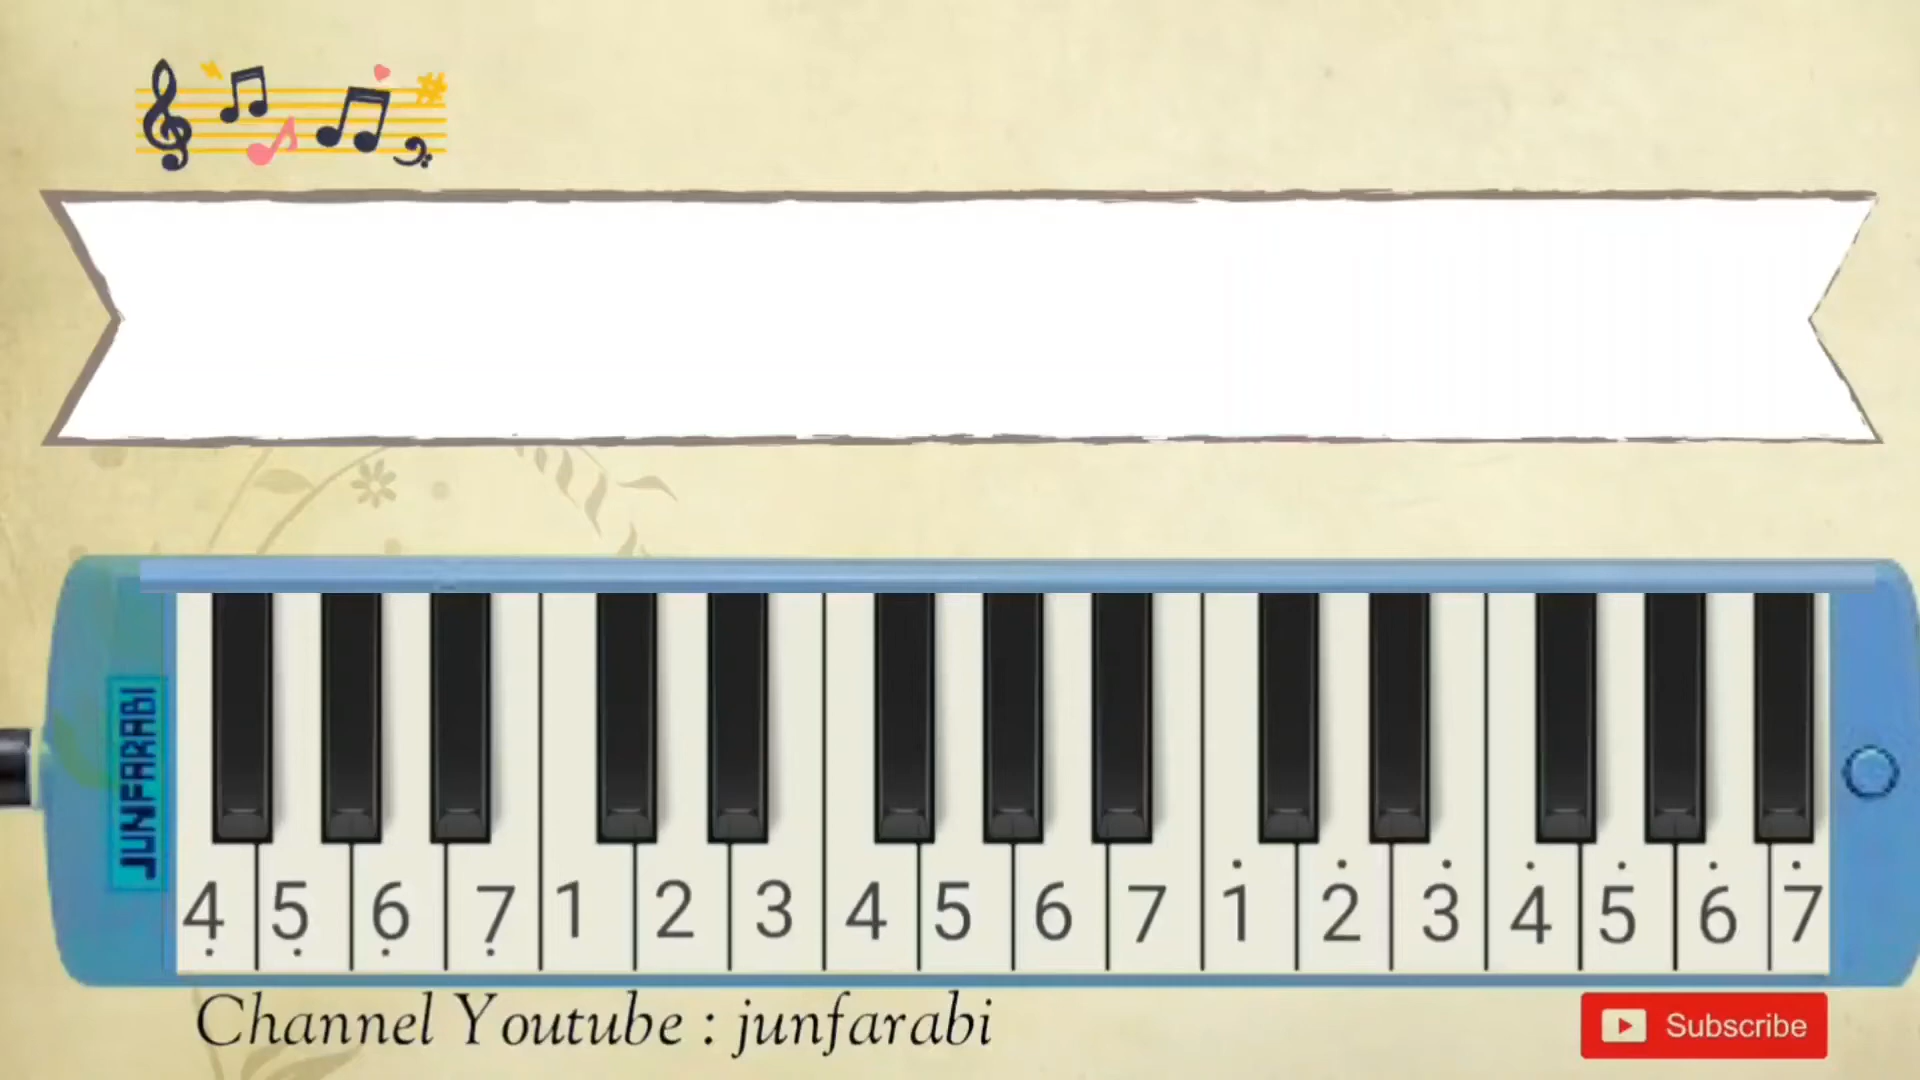 JUNFARABI
4̣ 5̣ 6̣ 7̣ 1 2 3 4 5 6 7 1̇ 2̇ 3̇ 4̇ 5̇ 6̇ 7̇
Channel Youtube : junfarabi
Subscribe